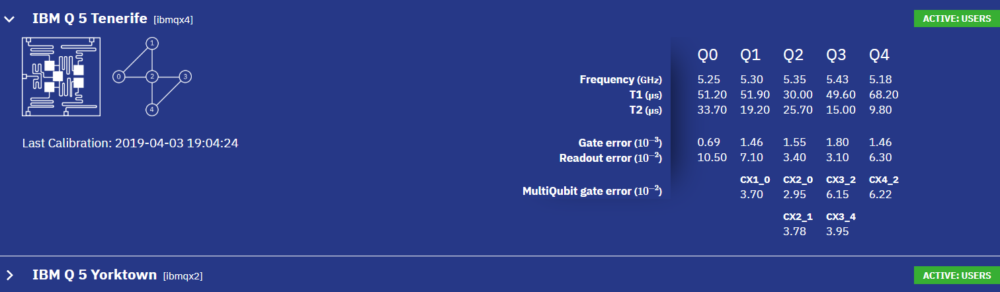 IBM Q 5 Tenerife [ibmqx4]
ACTIVE: USERS
1
0
2
3
4
Last Calibration: 2019-04-03 19:04:24
Q0 Q1 Q2 Q3 Q4
Frequency (GHz) 5.25 5.30 5.35 5.43 5.18
T1 (μs) 51.20 51.90 30.00 49.60 68.20
T2 (μs) 33.70 19.20 25.70 15.00 9.80
Gate error (10⁻³) 0.69 1.46 1.55 1.80 1.46
Readout error (10⁻²) 10.50 7.10 3.40 3.10 6.30
CX1_0 CX2_0 CX3_2 CX4_2
MultiQubit gate error (10⁻²) 3.70 2.95 6.15 6.22
CX2_1 CX3_4
3.78 3.95
IBM Q 5 Yorktown [ibmqx2]
ACTIVE: USERS